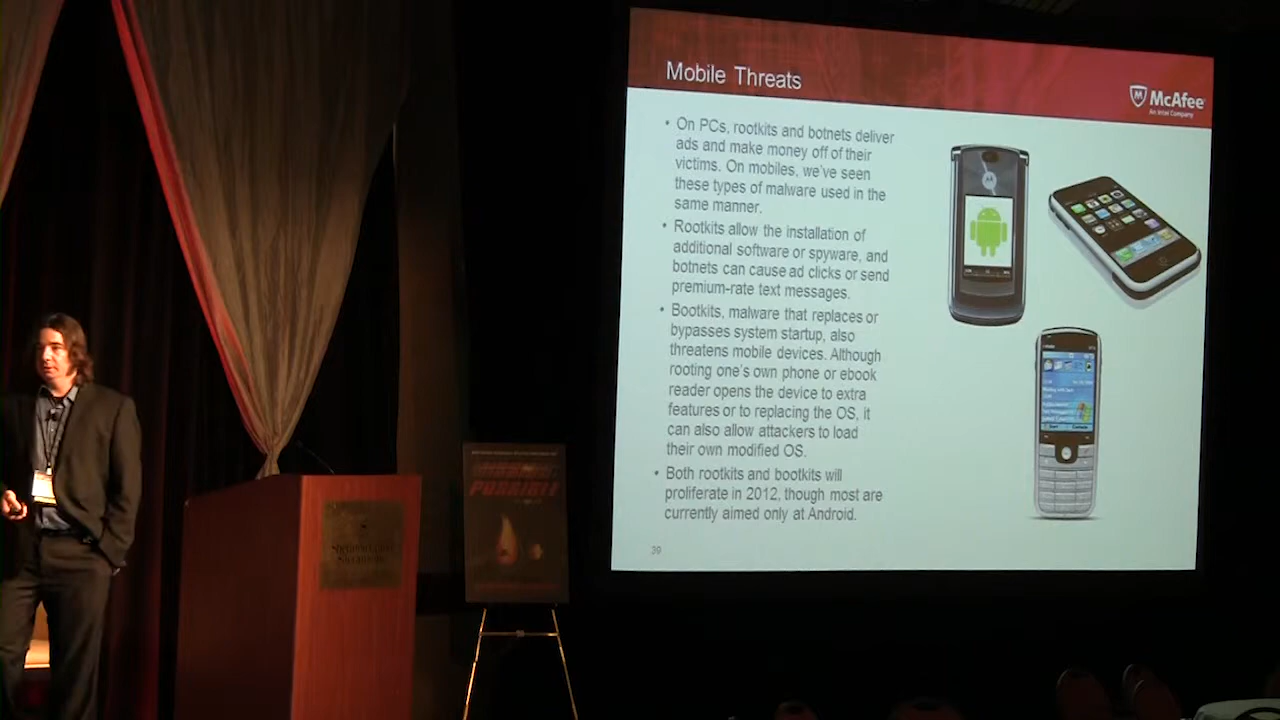 Mobile Threats
McAfee
An Intel Company
• On PCs, rootkits and botnets deliver
ads and make money off of their
victims. On mobiles, we've seen
these types of malware used in the
same manner.
• Rootkits allow the installation of
additional software or spyware, and
botnets can cause ad clicks or send
premium-rate text messages.
• Bootkits, malware that replaces or
bypasses system startup, also
threatens mobile devices. Although
rooting one's own phone or ebook
reader opens the device to extra
features or to replacing the OS, it
can also allow attackers to load
their own modified OS.
• Both rootkits and bootkits will
proliferate in 2012, though most are
currently aimed only at Android.
39
POSSIBLE